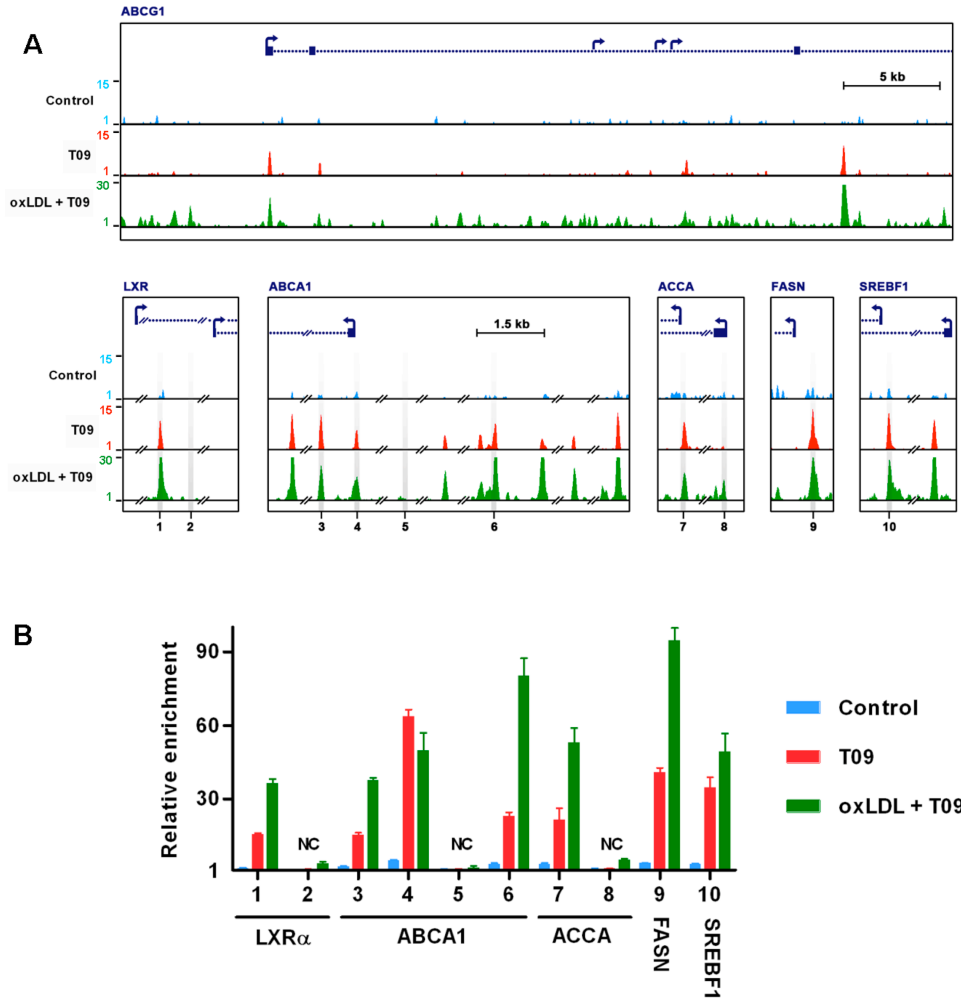 A
ABCG1
5 kb
15
Control
1
15
T09
1
30
oxLDL + T09
1
LXR ABCA1 ACCA FASN SREBF1
1.5 kb
15
Control
1
15
T09
1
30
oxLDL + T09
1
1 2 3 4 5 6 7 8 9 10
B
Relative enrichment
90
60
30
1
NC NC NC
1 2 3 4 5 6 7 8 9 10
LXRα ABCA1 ACCA FASN SREBF1
Control
T09
oxLDL + T09